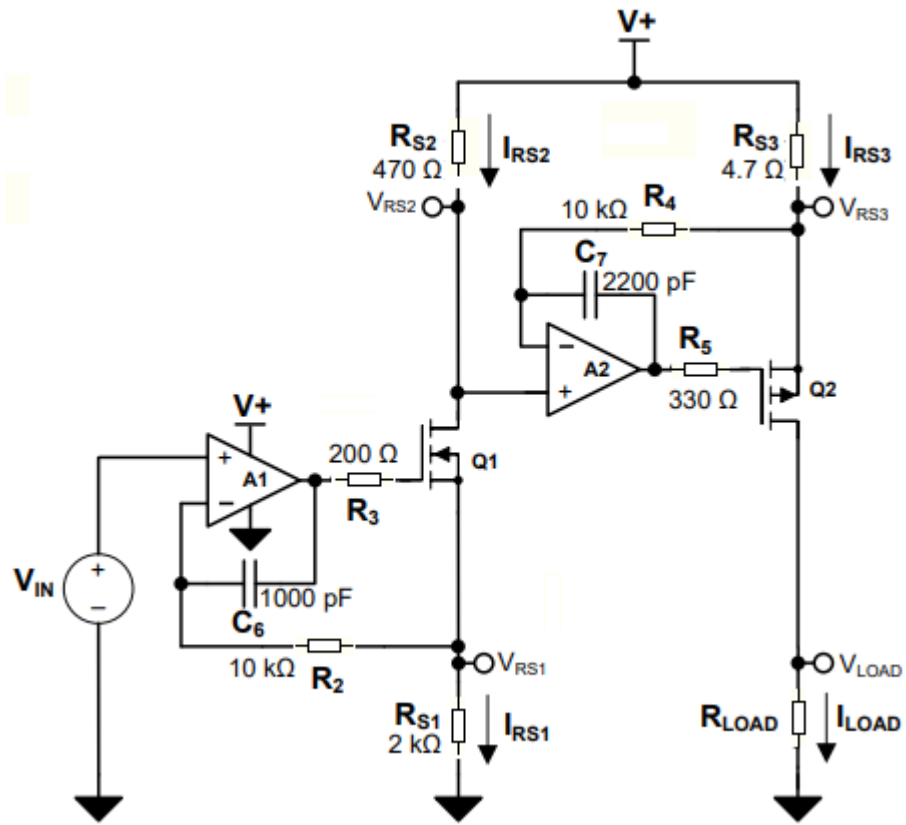 V+
RS2
470 Ω
IRS2
RS3
4.7 Ω
IRS3
VRS2
VRS3
10 kΩ
R4
C7
2200 pF
−
A2
+
R5
330 Ω
Q2
V+
+
A1
−
200 Ω
R3
Q1
VIN
+
−
1000 pF
C6
10 kΩ
R2
VRS1
VLOAD
RS1
2 kΩ
IRS1
RLOAD
ILOAD